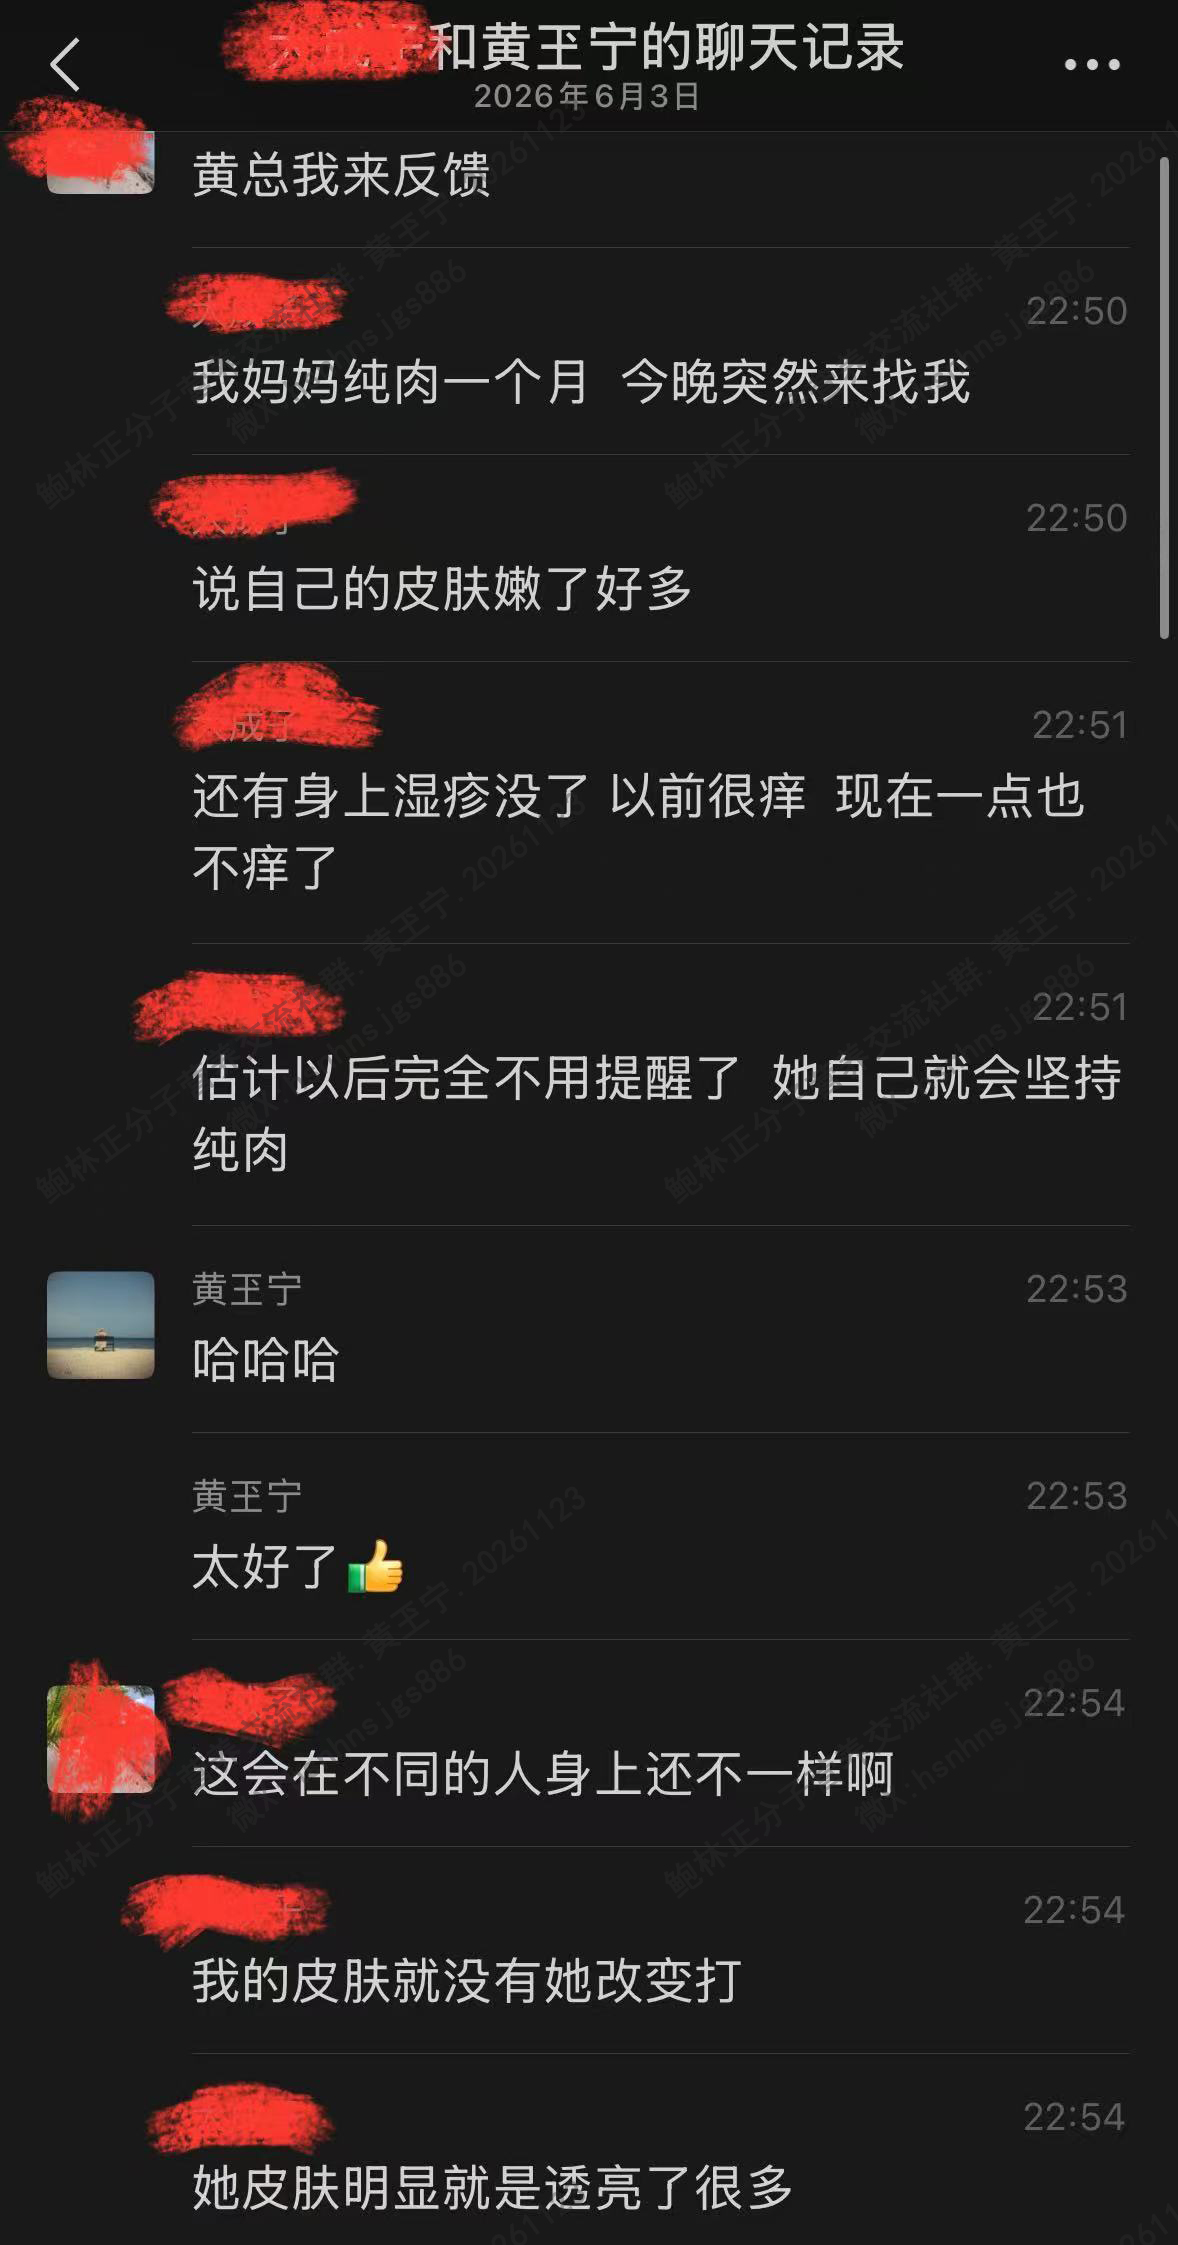 和黄玊宁的聊天记录
2026年6月3日
黄总我来反馈
22:50
我妈妈纯肉一个月 今晚突然来找我
22:50
说自己的皮肤嫩了好多
22:51
还有身上湿疹没了 以前很痒 现在一点也
不痒了
22:51
估计以后完全不用提醒了 她自己就会坚持
纯肉
黄玊宁
22:53
哈哈哈
黄玊宁
22:53
太好了👍
22:54
这会在不同的人身上还不一样啊
22:54
我的皮肤就没有她改变打
22:54
她皮肤明显就是透亮了很多